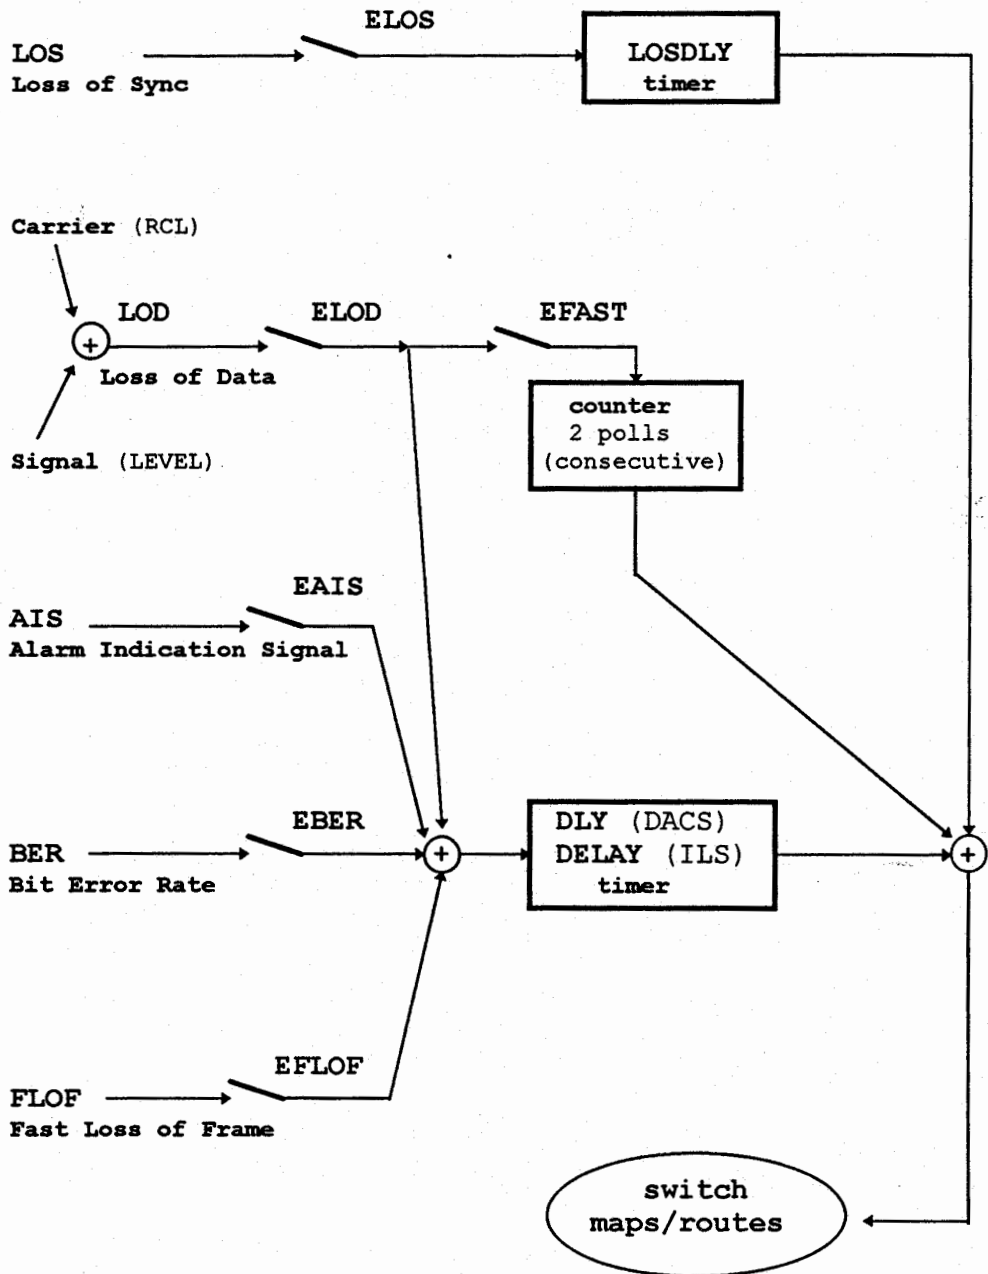 ELOS
LOS
Loss of Sync
LOSDLY
timer
Carrier (RCL)
LOD
ELOD
EFAST
+
Loss of Data
counter
2 polls
(consecutive)
Signal (LEVEL)
EAIS
AIS
Alarm Indication Signal
EBER
BER
Bit Error Rate
+
DLY (DACS)
DELAY (ILS)
timer
+
EFLOF
FLOF
Fast Loss of Frame
switch
maps/routes